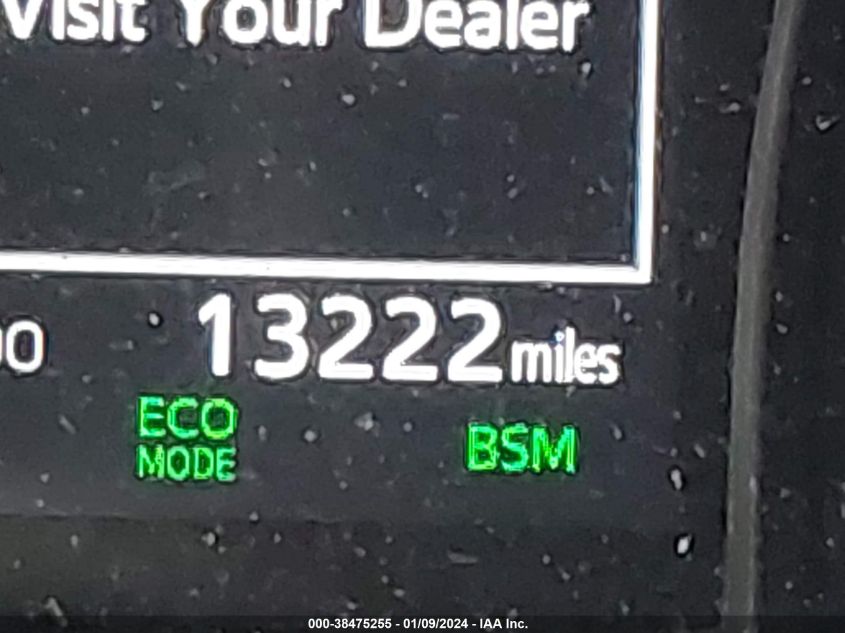 Visit Your Dealer
13222 miles
ECO
MODE
BSM
000-38475255 - 01/09/2024 - IAA Inc.